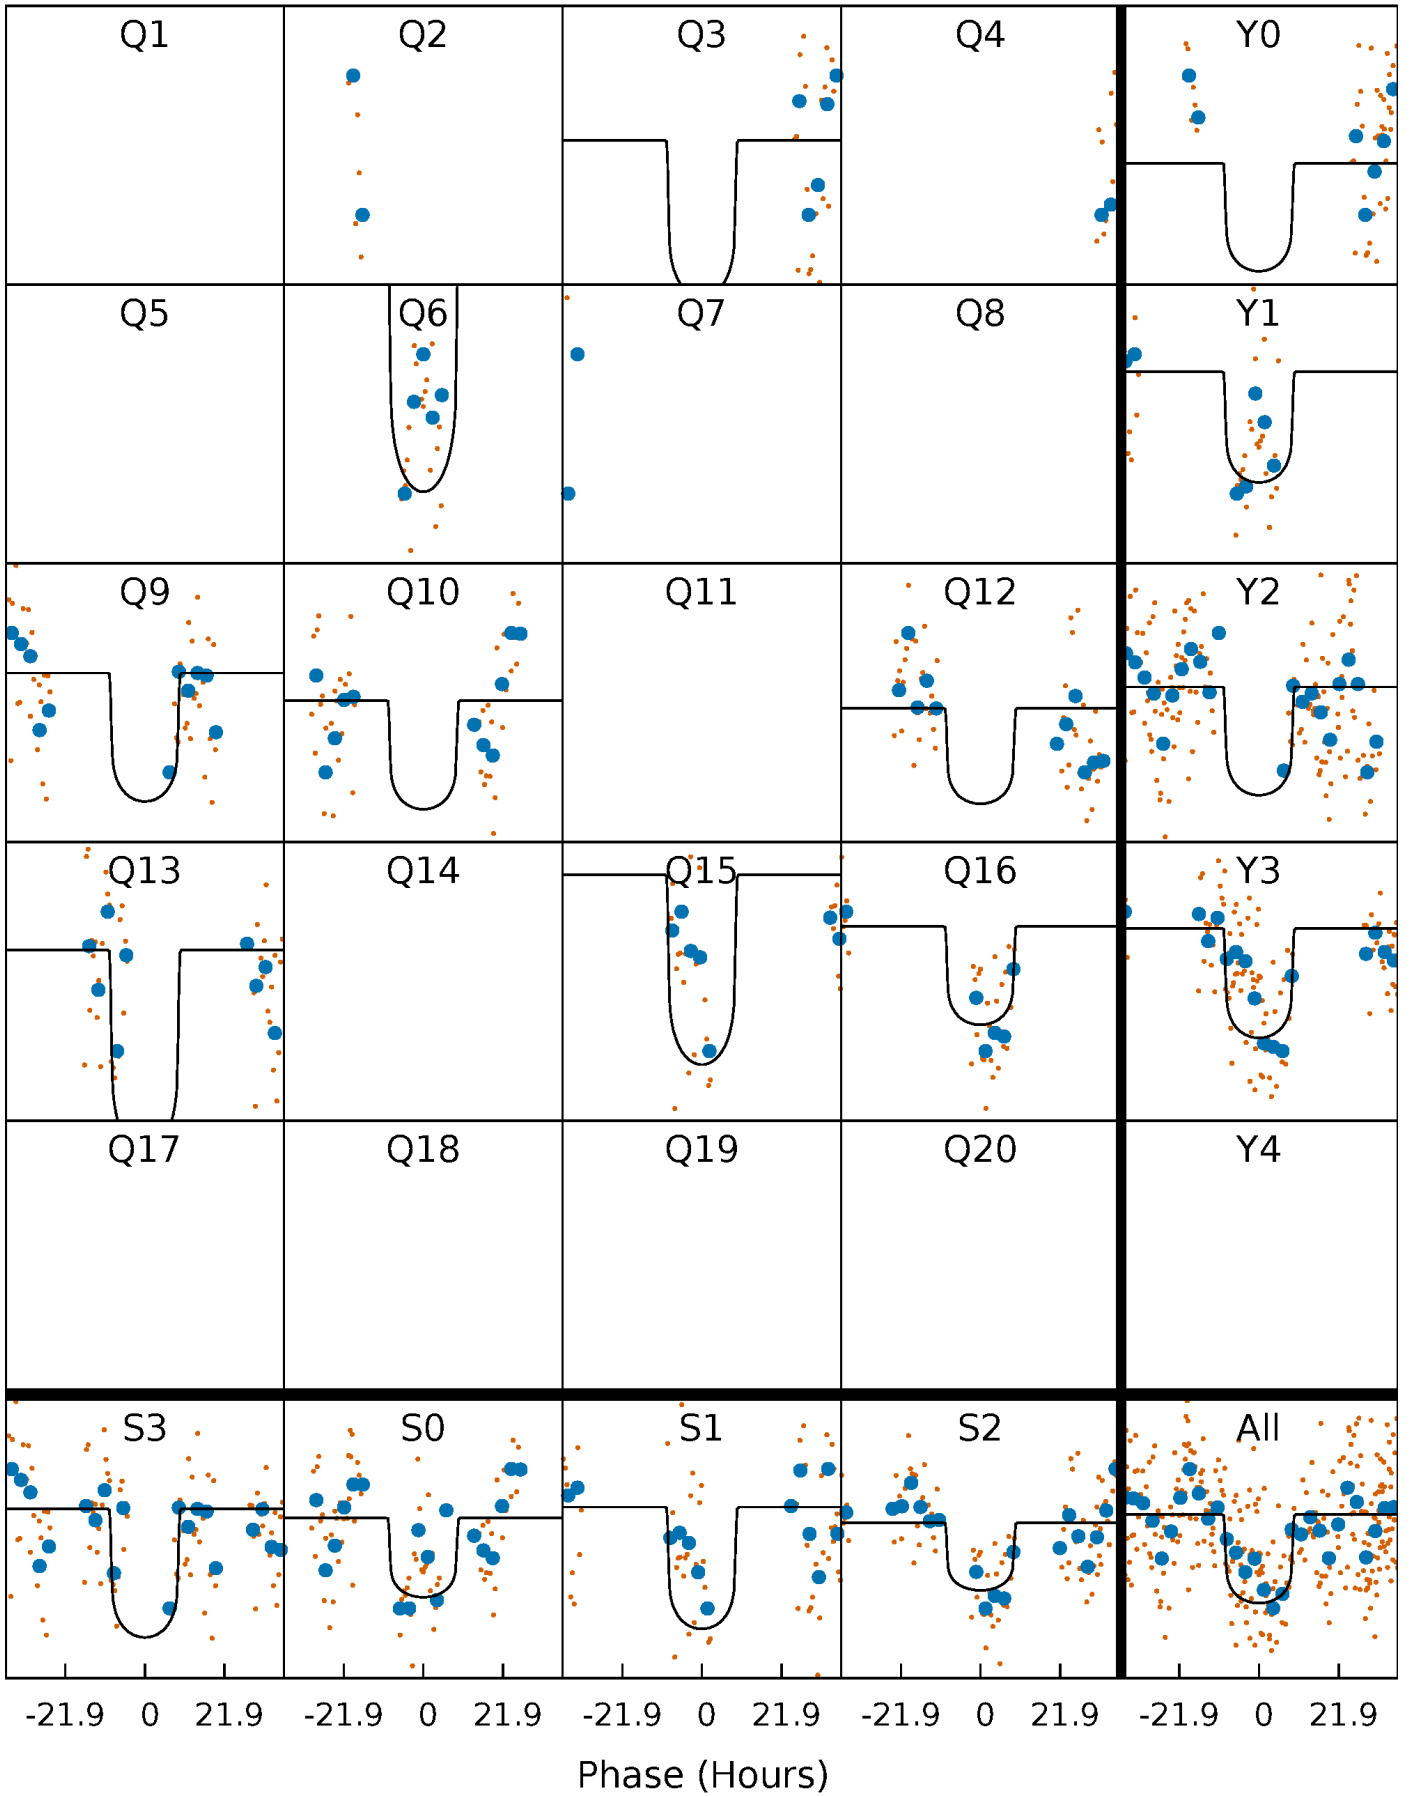 Q1 Q2 Q3 Q4 Y0
Q5 Q6 Q7 Q8 Y1
Q9 Q10 Q11 Q12 Y2
Q13 Q14 Q15 Q16 Y3
Q17 Q18 Q19 Q20 Y4
S3 S0 S1 S2 All
-21.9 0 21.9 -21.9 0 21.9 -21.9 0 21.9 -21.9 0 21.9 -21.9 0 21.9
Phase (Hours)